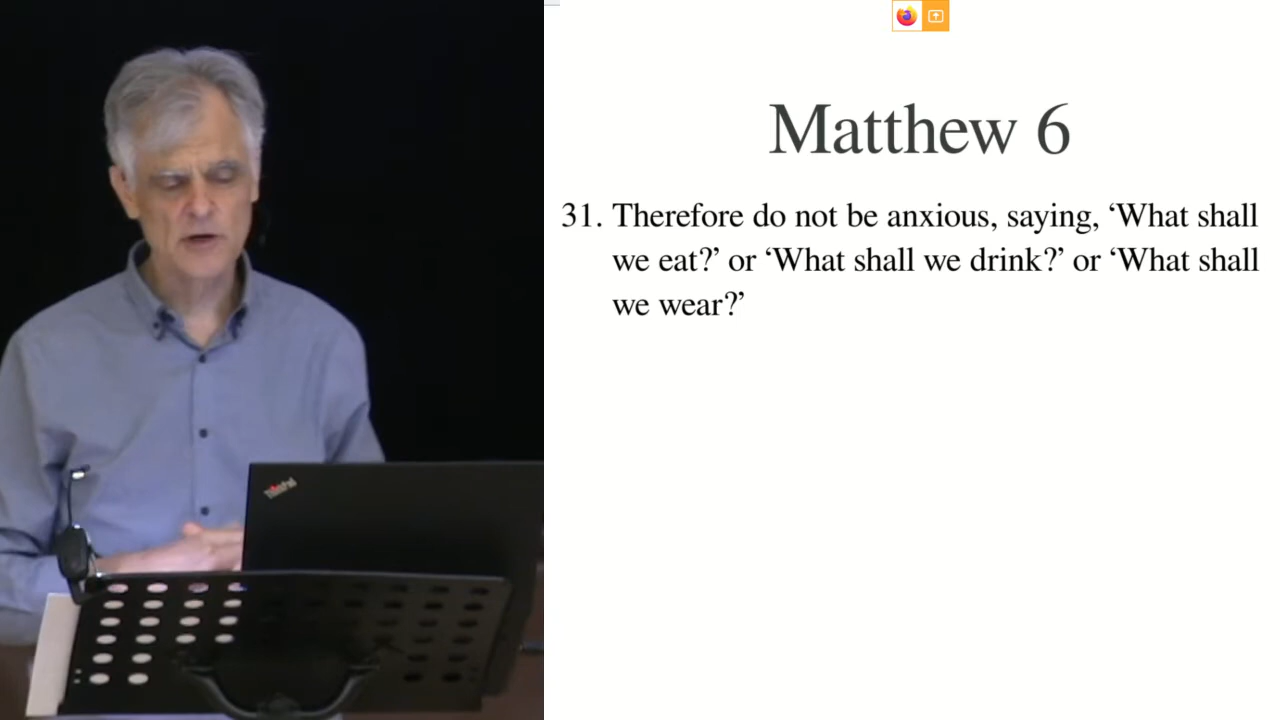 Matthew 6
31. Therefore do not be anxious, saying, ‘What shall
we eat?’ or ‘What shall we drink?’ or ‘What shall
we wear?’
ThinkPad